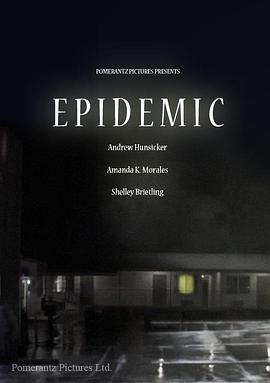 POMERANTZ PICTURES PRESENTS
EPIDEMIC
Andrew Hunsicker
Amanda K. Morales
Shelley Brietling
Pomerantz Pictures Ltd.